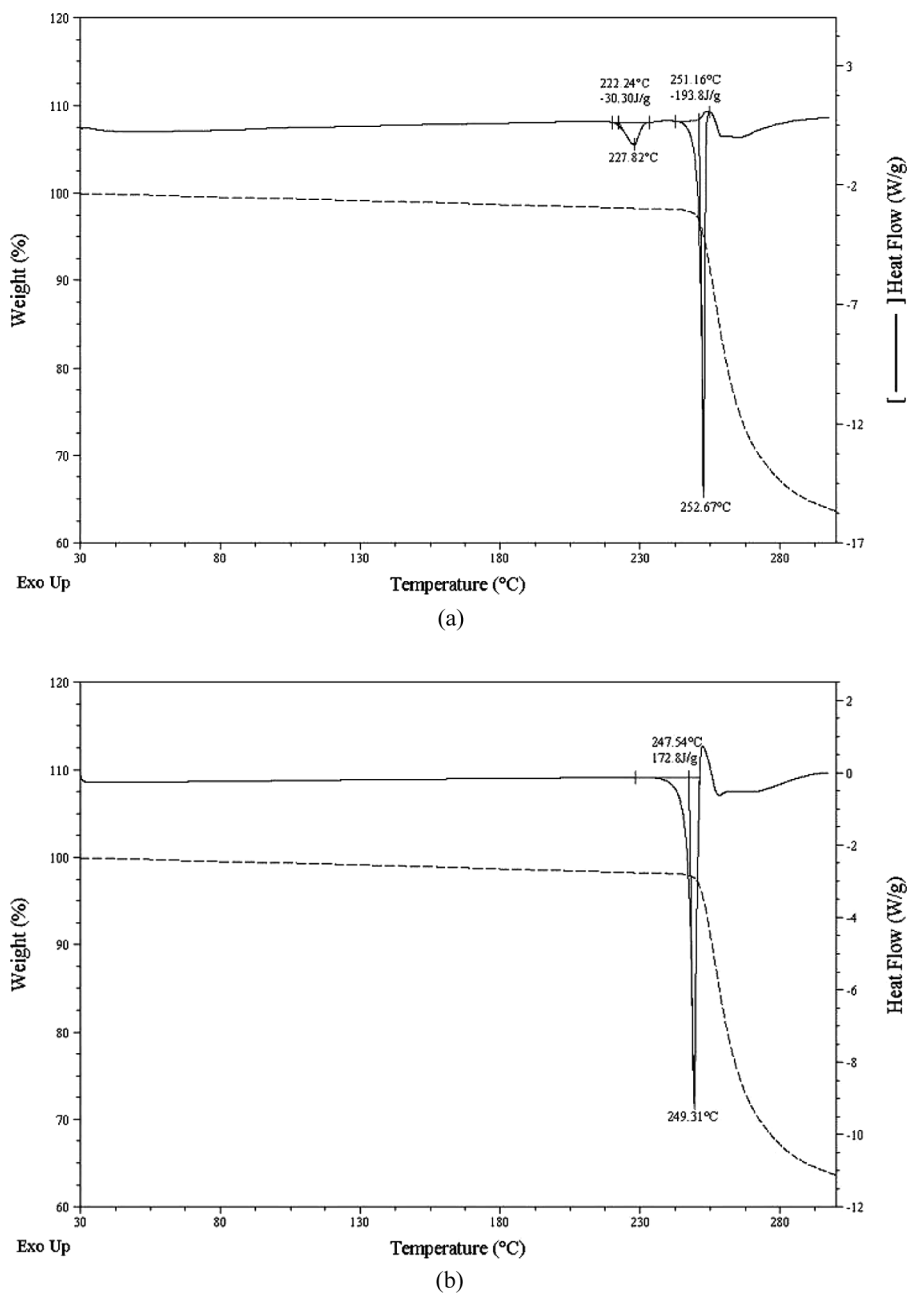 120
110
100
90
80
70
60
Weight (%)
222.24°C
-30.30J/g
251.16°C
-193.8J/g
227.82°C
252.67°C
3
-2
-7
-12
-17
[ —— ] Heat Flow (W/g)
30
80
130
180
230
280
Exo Up
Temperature (°C)
(a)
120
110
100
90
80
70
60
Weight (%)
247.54°C
172.8J/g
249.31°C
2
0
-2
-4
-6
-8
-10
-12
Heat Flow (W/g)
30
80
130
180
230
280
Exo Up
Temperature (°C)
(b)